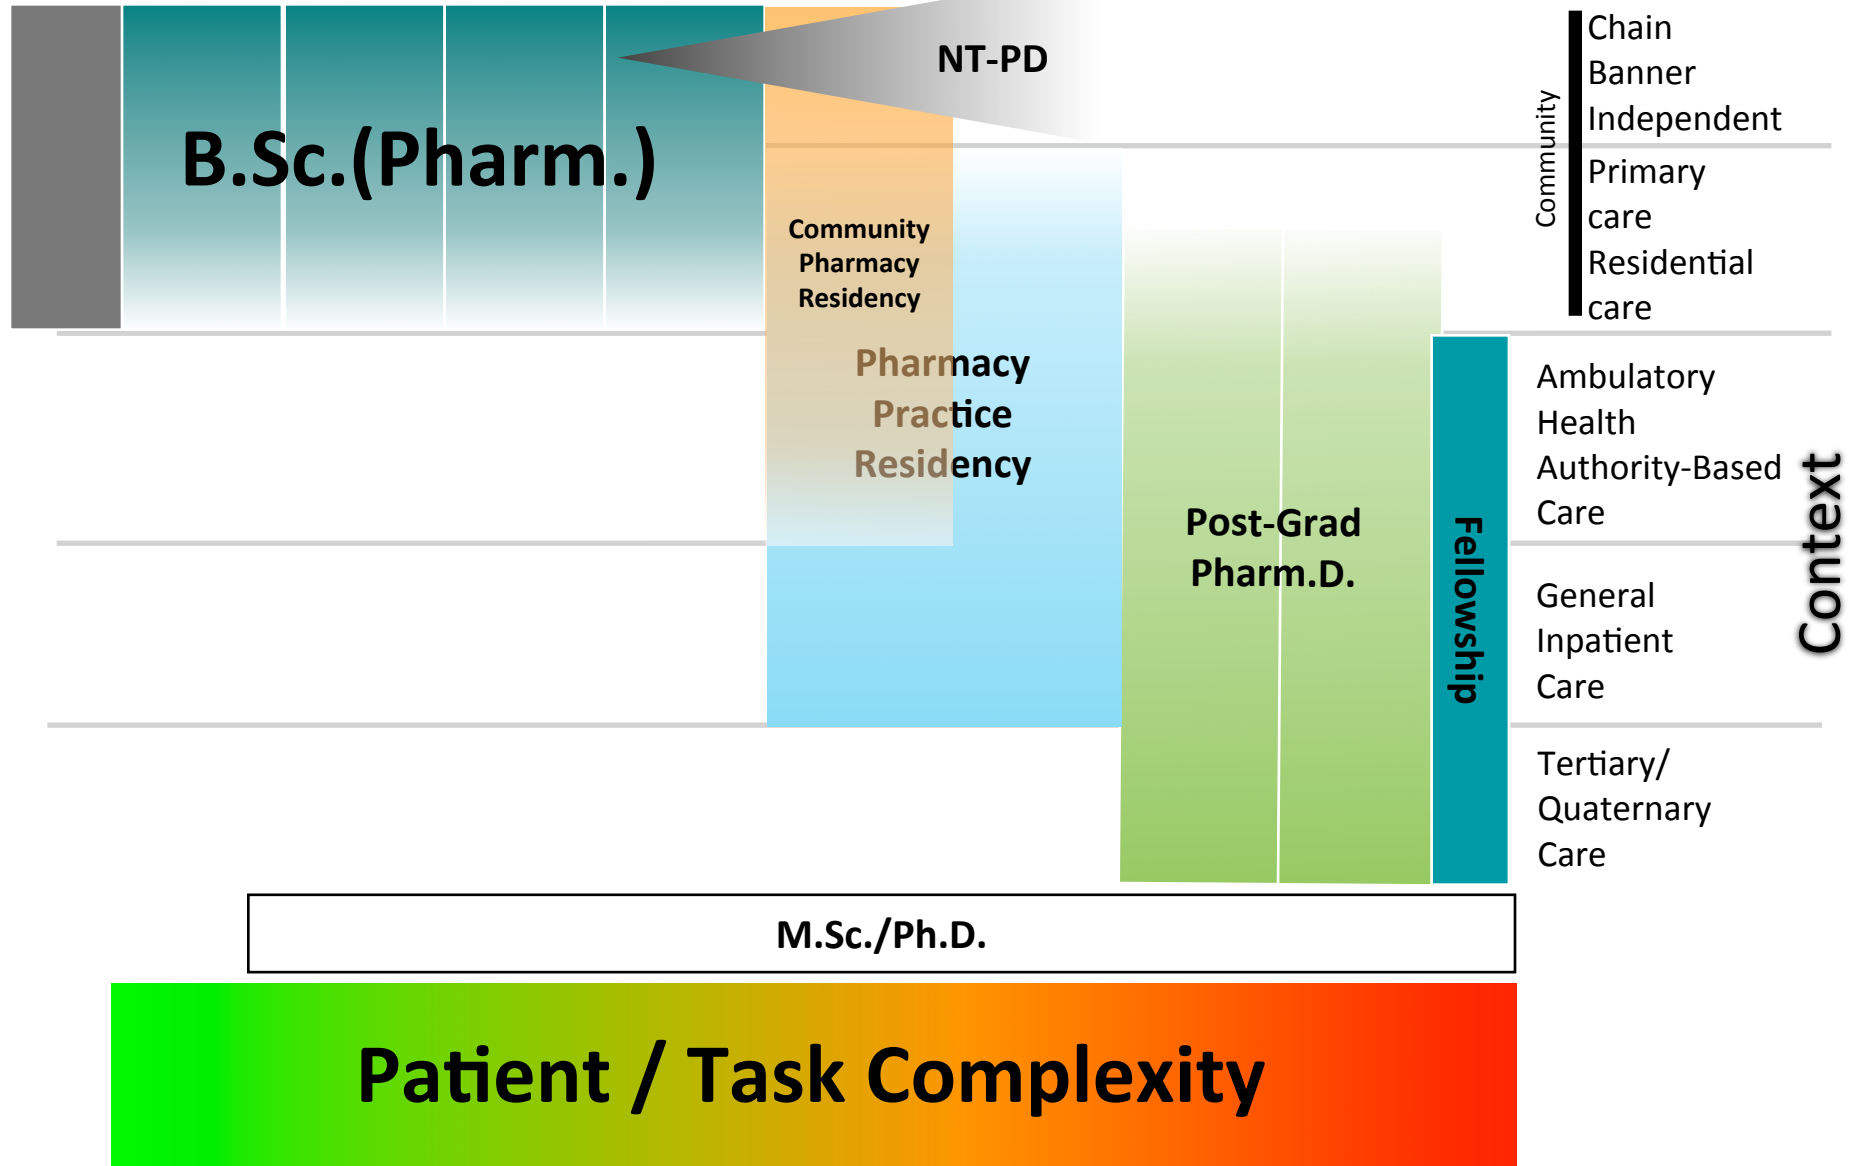 NT-PD
B.Sc.(Pharm.)
Community
Pharmacy
Residency
Pharmacy
Practice
Residency
Post-Grad
Pharm.D.
Fellowship
Community
Chain
Banner
Independent
Primary
care
Residential
care
Ambulatory
Health
Authority-Based
Care
General
Inpatient
Care
Tertiary/
Quaternary
Care
Context
M.Sc./Ph.D.
Patient / Task Complexity